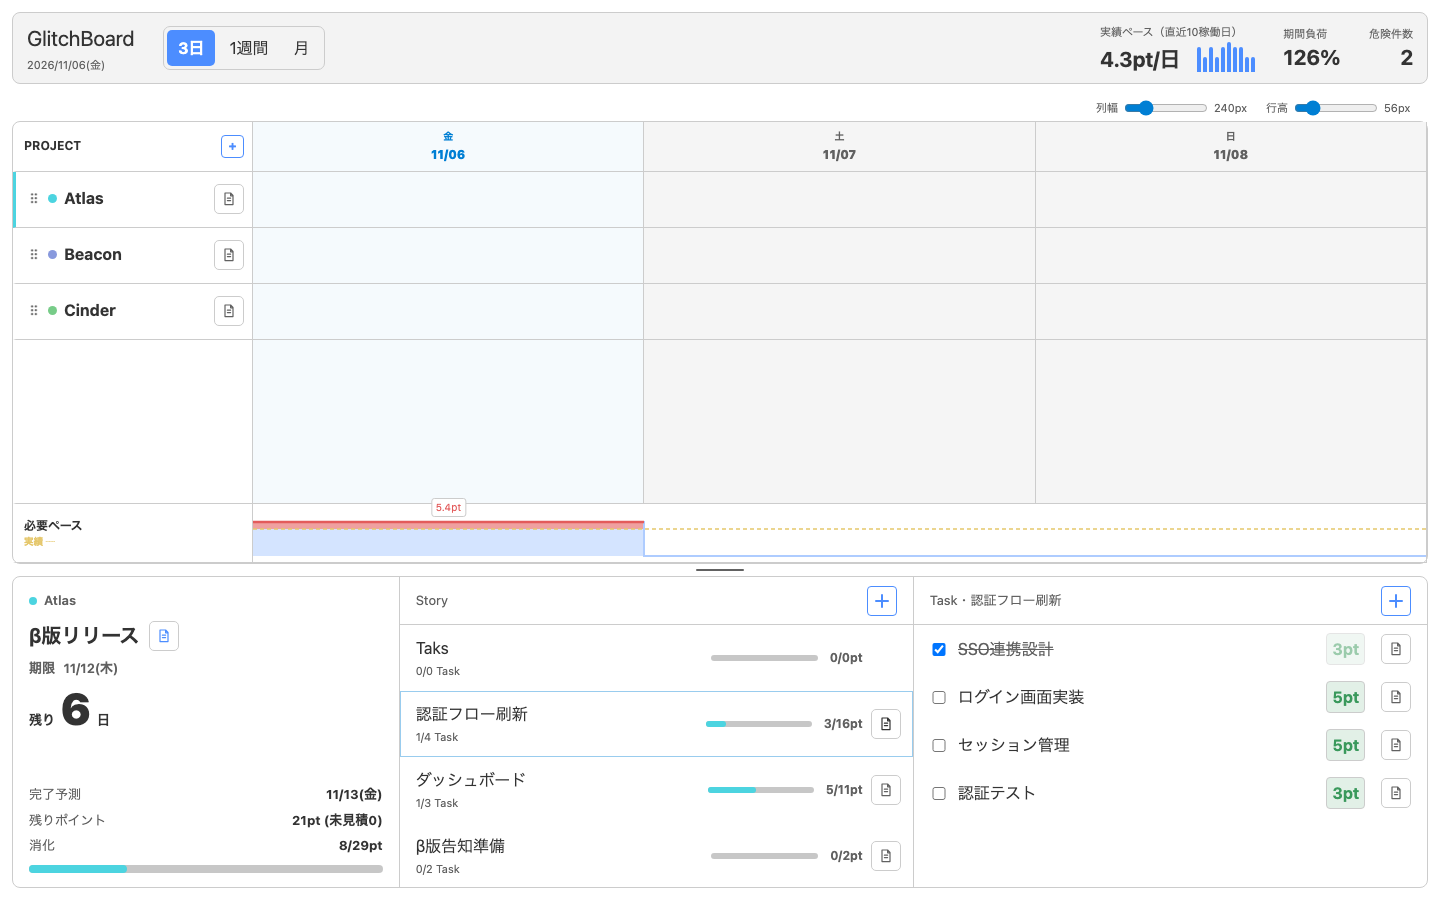 GlitchBoard
2026/11/06(金)
3日 1週間 月
実績ペース（直近10稼働日）
4.3pt/日
期間負荷
126%
危険件数
2
列幅 240px 行高 56px
PROJECT +
金
11/06
土
11/07
日
11/08
Atlas
Beacon
Cinder
必要ペース
実績
5.4pt
Atlas
β版リリース
期限 11/12(木)
残り 6 日
完了予測 11/13(金)
残りポイント 21pt (未見積0)
消化 8/29pt
Story +
Taks
0/0 Task
0/0pt
認証フロー刷新
1/4 Task
3/16pt
ダッシュボード
1/3 Task
5/11pt
β版告知準備
0/2 Task
0/2pt
Task・認証フロー刷新 +
SSO連携設計 3pt
ログイン画面実装 5pt
セッション管理 5pt
認証テスト 3pt